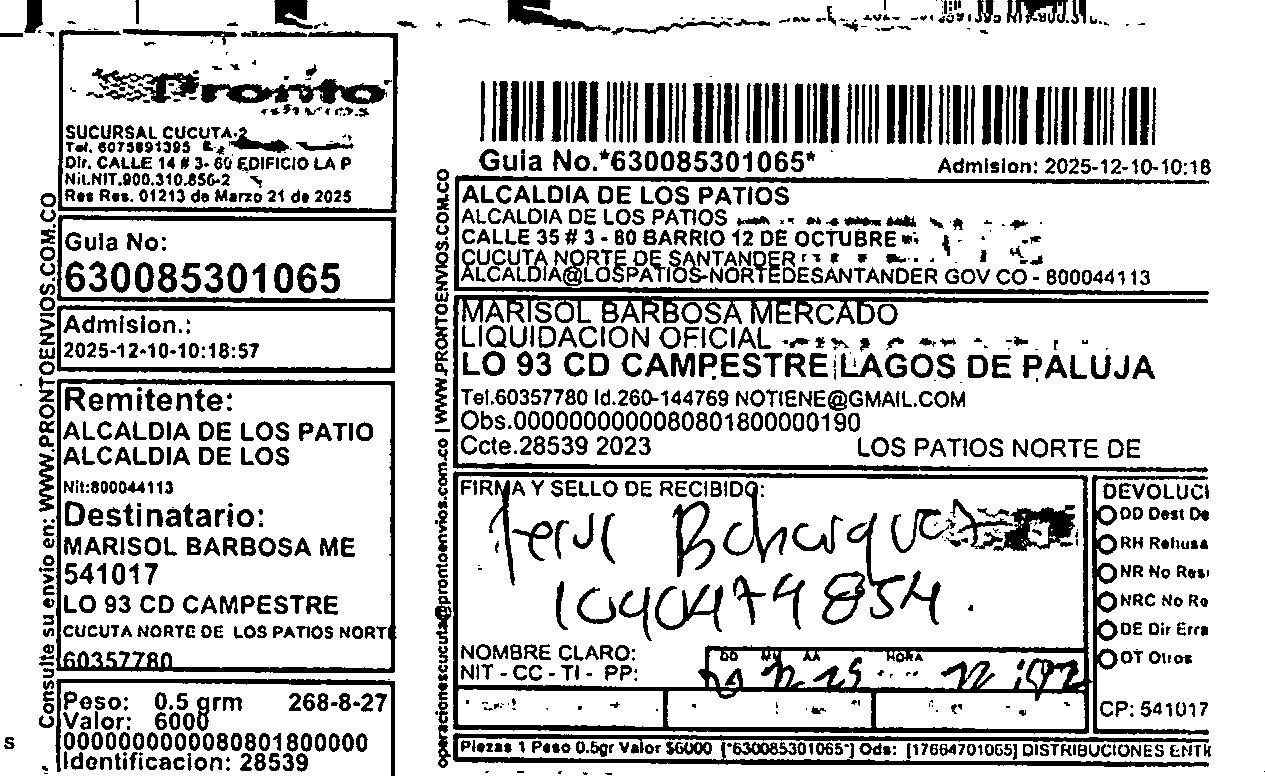 Pronto
envios
SUCURSAL CUCUTA-2
Tel. 6075891395
Dir. CALLE 14 # 3- 60 EDIFICIO LA P
Nit.NIT.900.310.856-2
Res Res. 01213 de Marzo 21 de 2025
Guia No:
630085301065
Admision.:
2025-12-10-10:18:57
Remitente:
ALCALDIA DE LOS PATIO
ALCALDIA DE LOS
Nit:800044113
Destinatario:
MARISOL BARBOSA ME
541017
LO 93 CD CAMPESTRE
CUCUTA NORTE DE LOS PATIOS NORTE
60357780
Peso: 0.5 grm 268-8-27
Valor: 6000
0000000000080801800000
Identificacion: 28539
Consulte su envio en: WWW.PRONTOENVIOS.COM.CO
Guia No.*630085301065*
Admision: 2025-12-10-10:18
ALCALDIA DE LOS PATIOS
ALCALDIA DE LOS PATIOS
CALLE 35 # 3 - 80 BARRIO 12 DE OCTUBRE
CUCUTA NORTE DE SANTANDER
ALCALDIA@LOSPATIOS-NORTEDESANTANDER GOV CO - 800044113
MARISOL BARBOSA MERCADO
LIQUIDACION OFICIAL
LO 93 CD CAMPESTRE LAGOS DE PALUJA
Tel.60357780 Id.260-144769 NOTIENE@GMAIL.COM
Obs.0000000000080801800000190
Ccte.28539 2023 LOS PATIOS NORTE DE
operacionescucuta@prontoenvios.com.co | WWW.PRONTOENVIOS.COM.CO
FIRMA Y SELLO DE RECIBIDO:
1090474854.
NOMBRE CLARO:
NIT - CC - TI - PP:
DD MM AA HORA
DEVOLUCI
DD Dest De
RH Rehusa
NR No Res
NRC No Re
DE Dir Erra
OT Otros
CP: 541017
Piezas 1 Peso 0.5gr Valor $6000 [*630085301065*] Ods: [17664701065] DISTRIBUCIONES ENTR